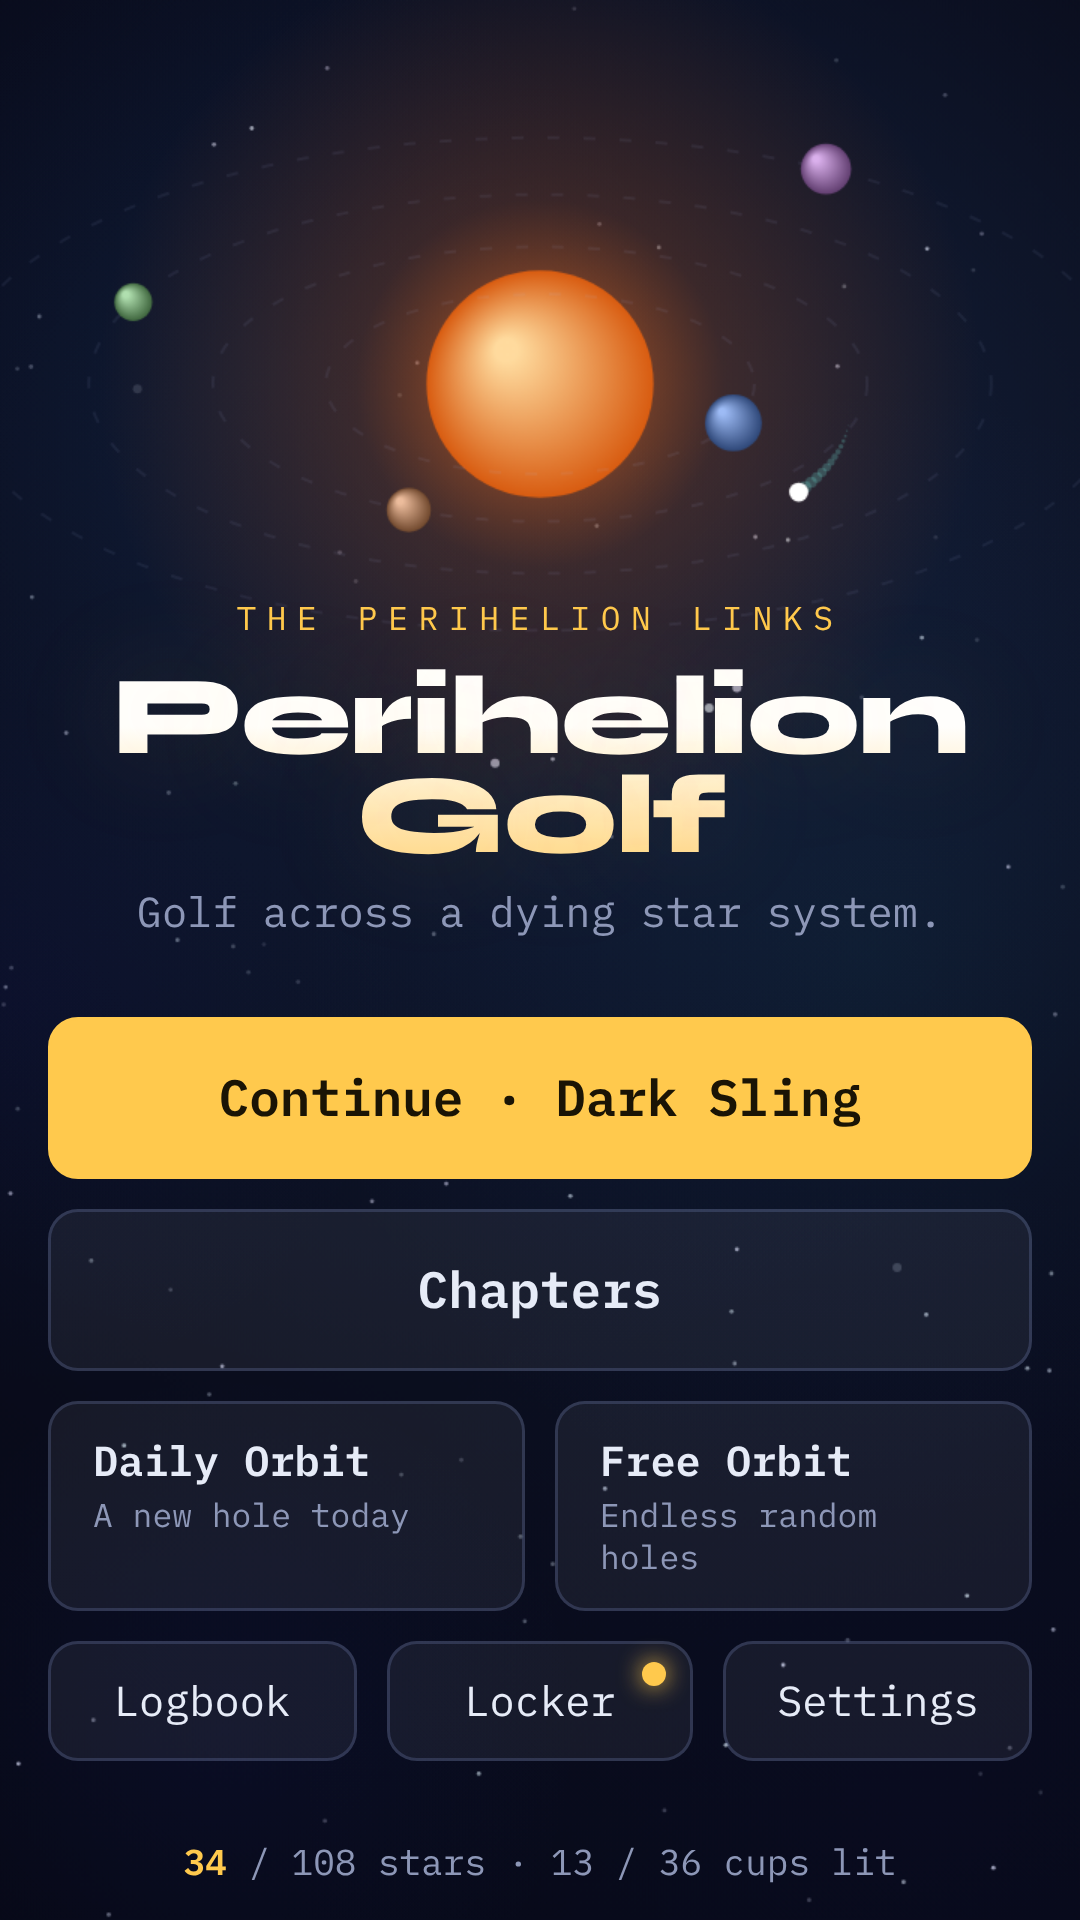 THE PERIHELION LINKS
Perihelion
Golf
Golf across a dying star system.
Continue · Dark Sling
Chapters
Daily Orbit
A new hole today
Free Orbit
Endless random
holes
Logbook
Locker
Settings
34 / 108 stars · 13 / 36 cups lit